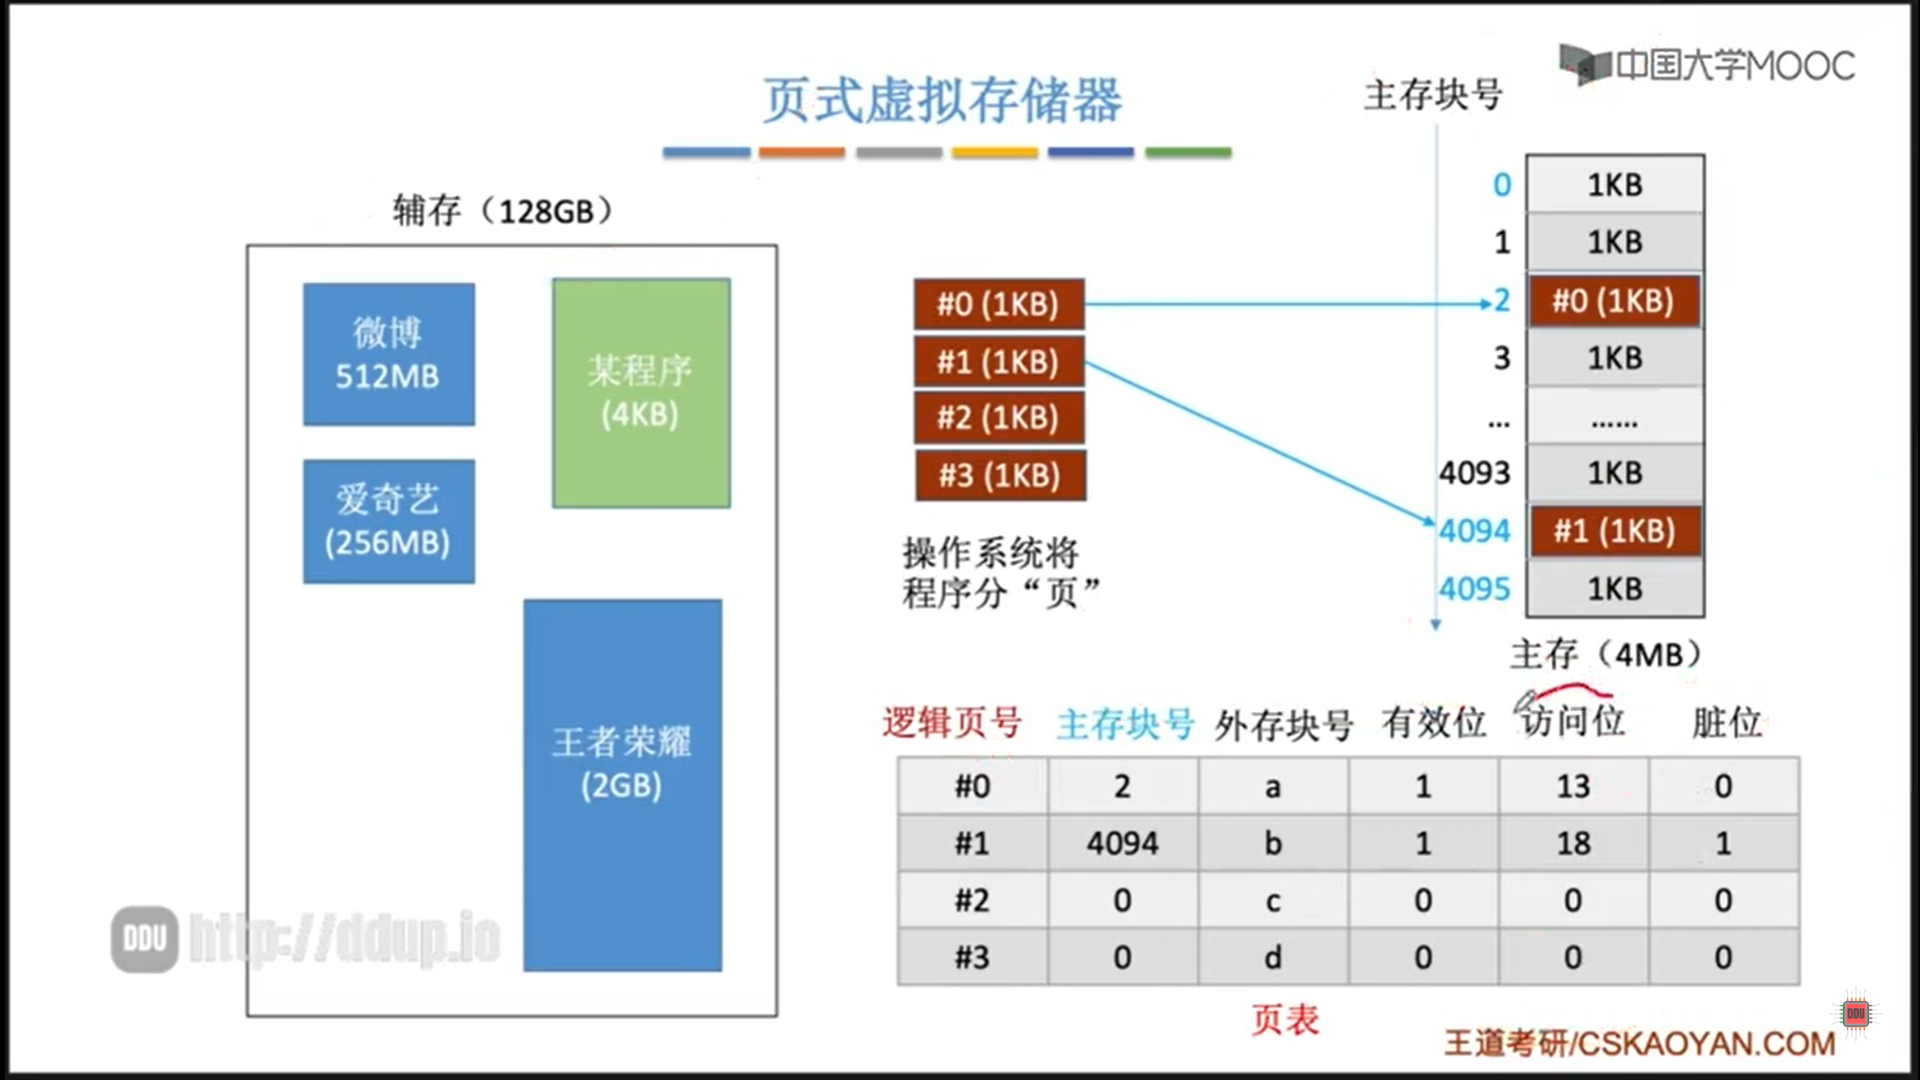 中国大学MOOC
页式虚拟存储器
主存块号
辅存（128GB）
微博
512MB
某程序
(4KB)
爱奇艺
(256MB)
王者荣耀
(2GB)
#0 (1KB)
#1 (1KB)
#2 (1KB)
#3 (1KB)
操作系统将
程序分“页”
0 1KB
1 1KB
2 #0 (1KB)
3 1KB
... ......
4093 1KB
4094 #1 (1KB)
4095 1KB
主存（4MB）
逻辑页号 主存块号 外存块号 有效位 访问位 脏位
#0 2 a 1 13 0
#1 4094 b 1 18 1
#2 0 c 0 0 0
#3 0 d 0 0 0
页表
DDU http://ddup.io
DDU
王道考研/CSKAOYAN.COM